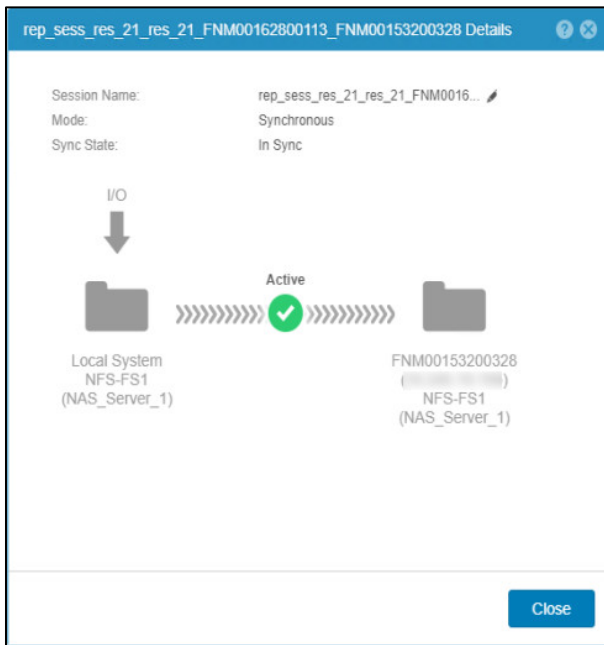 rep_sess_res_21_res_21_FNM00162800113_FNM00153200328 Details
Session Name: rep_sess_res_21_res_21_FNM0016...
Mode: Synchronous
Sync State: In Sync
I/O
Active
Local System
NFS-FS1
(NAS_Server_1)
FNM00153200328
( )
NFS-FS1
(NAS_Server_1)
Close